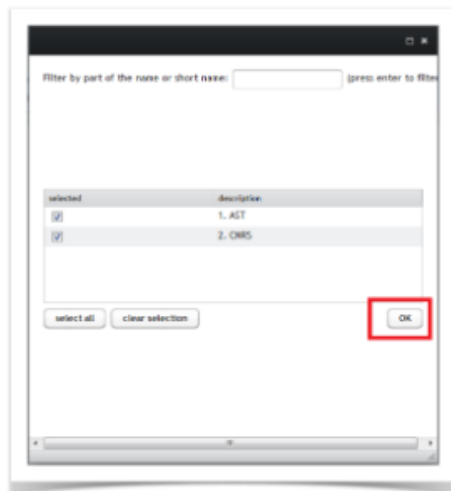 Filter by part of the name or short name: (press enter to filter
selected description
1. AST
2. CNRS
select all clear selection OK